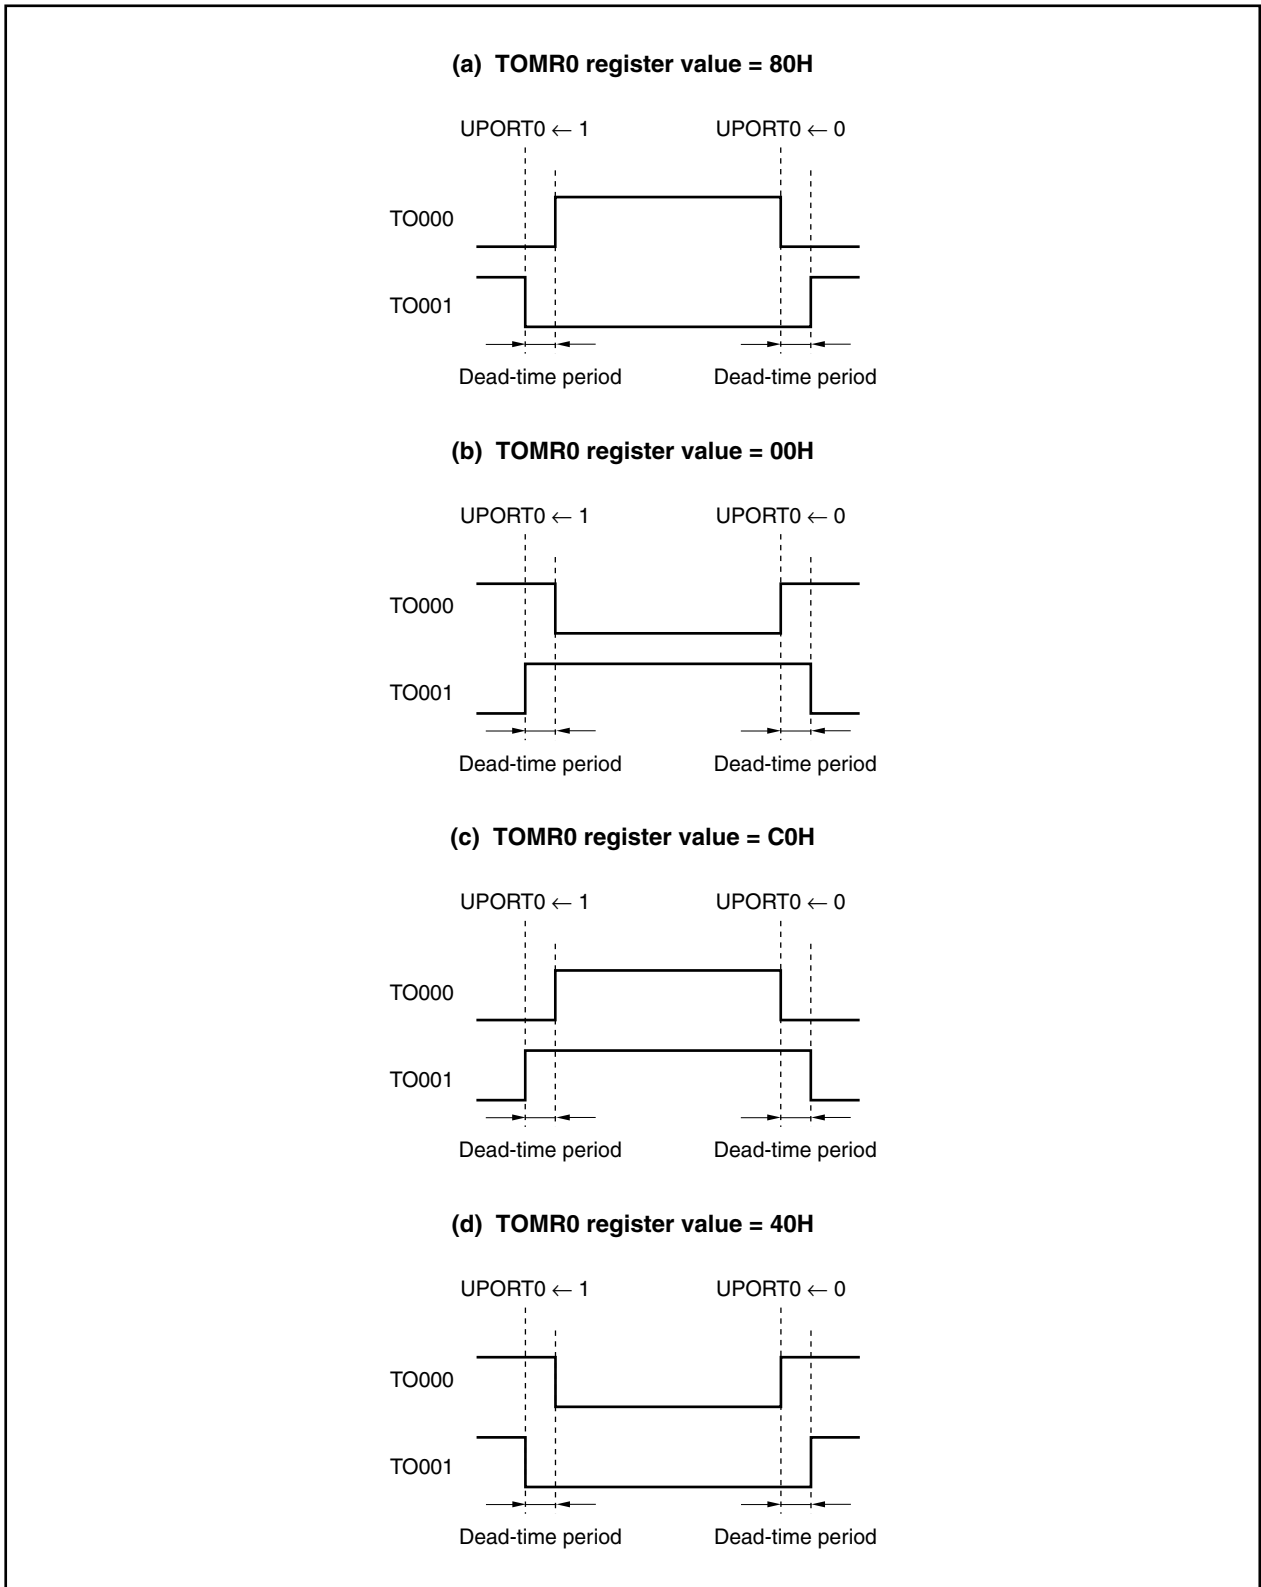 (a) TOMR0 register value = 80H
UPORT0 ← 1 UPORT0 ← 0
TO000
TO001
Dead-time period Dead-time period
(b) TOMR0 register value = 00H
UPORT0 ← 1 UPORT0 ← 0
TO000
TO001
Dead-time period Dead-time period
(c) TOMR0 register value = C0H
UPORT0 ← 1 UPORT0 ← 0
TO000
TO001
Dead-time period Dead-time period
(d) TOMR0 register value = 40H
UPORT0 ← 1 UPORT0 ← 0
TO000
TO001
Dead-time period Dead-time period